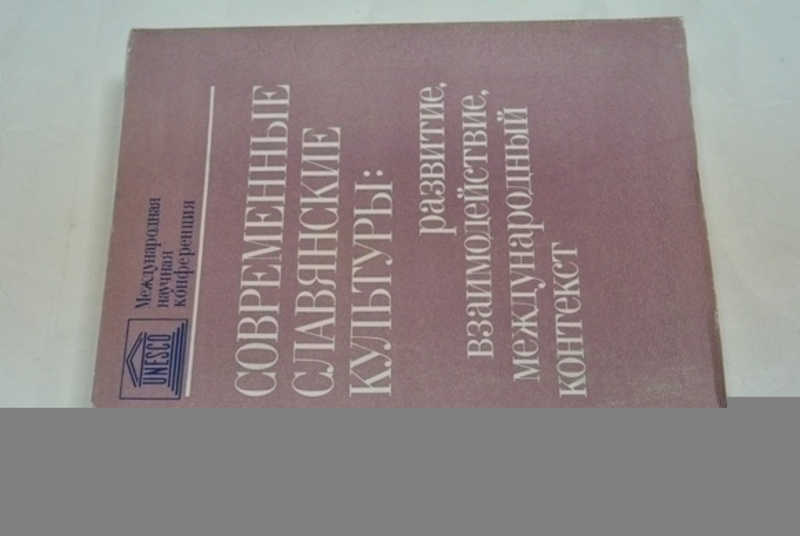 UNESCO
Международная
научная
конференция
СОВРЕМЕННЫЕ
СЛАВЯНСКИЕ
КУЛЬТУРЫ:
развитие,
взаимодействие,
международный
контекст